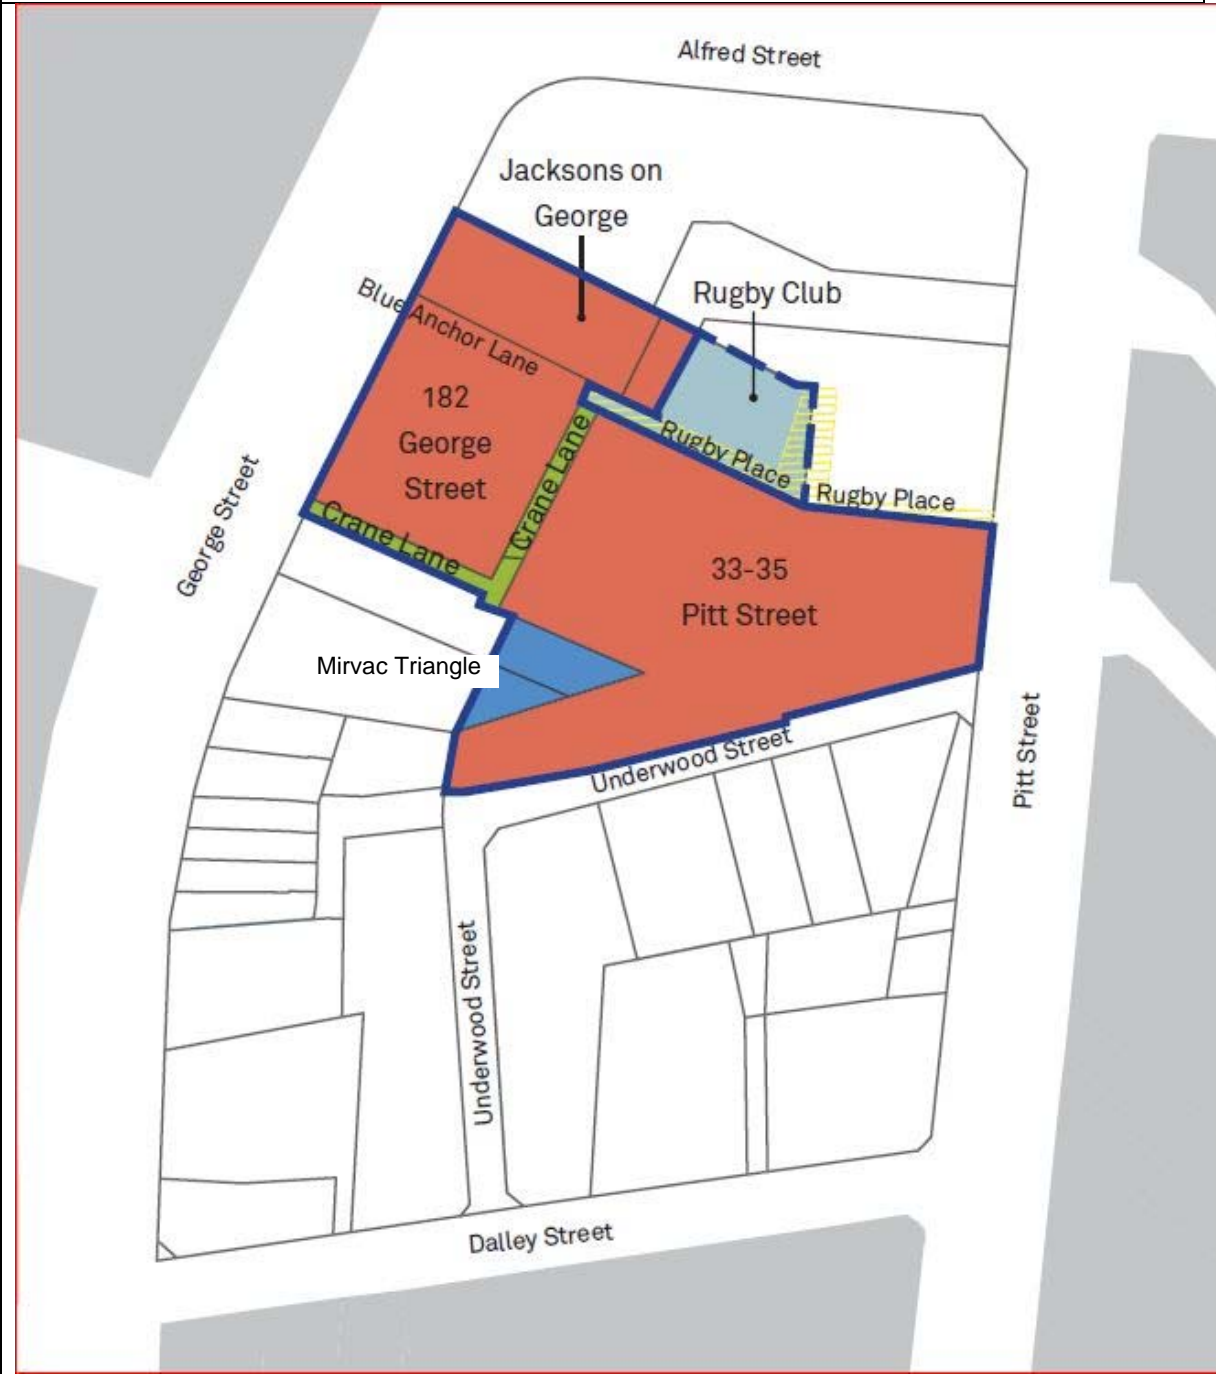 Alfred Street
Jacksons on
George
Rugby Club
Blue Anchor Lane
182
George
Street
Crane Lane
Rugby Place
Rugby Place
Crane Lane
George Street
33-35
Pitt Street
Mirvac Triangle
Underwood Street
Pitt Street
Underwood Street
Dalley Street